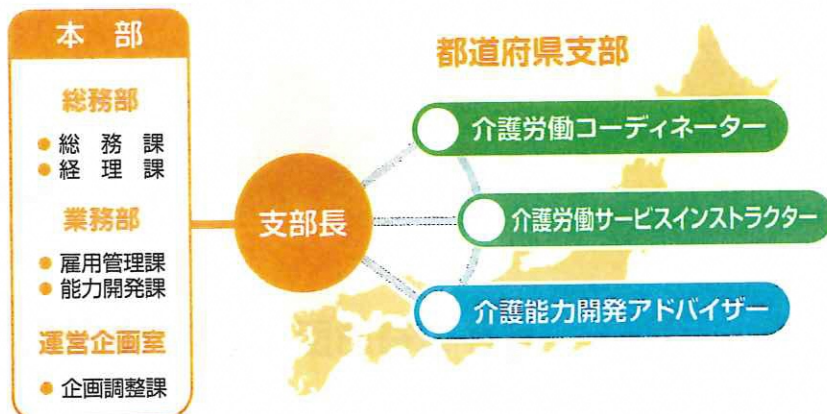 本部
総務部
● 総務課
● 経理課
業務部
● 雇用管理課
● 能力開発課
運営企画室
● 企画調整課
都道府県支部
支部長
介護労働コーディネーター
介護労働サービスインストラクター
介護能力開発アドバイザー